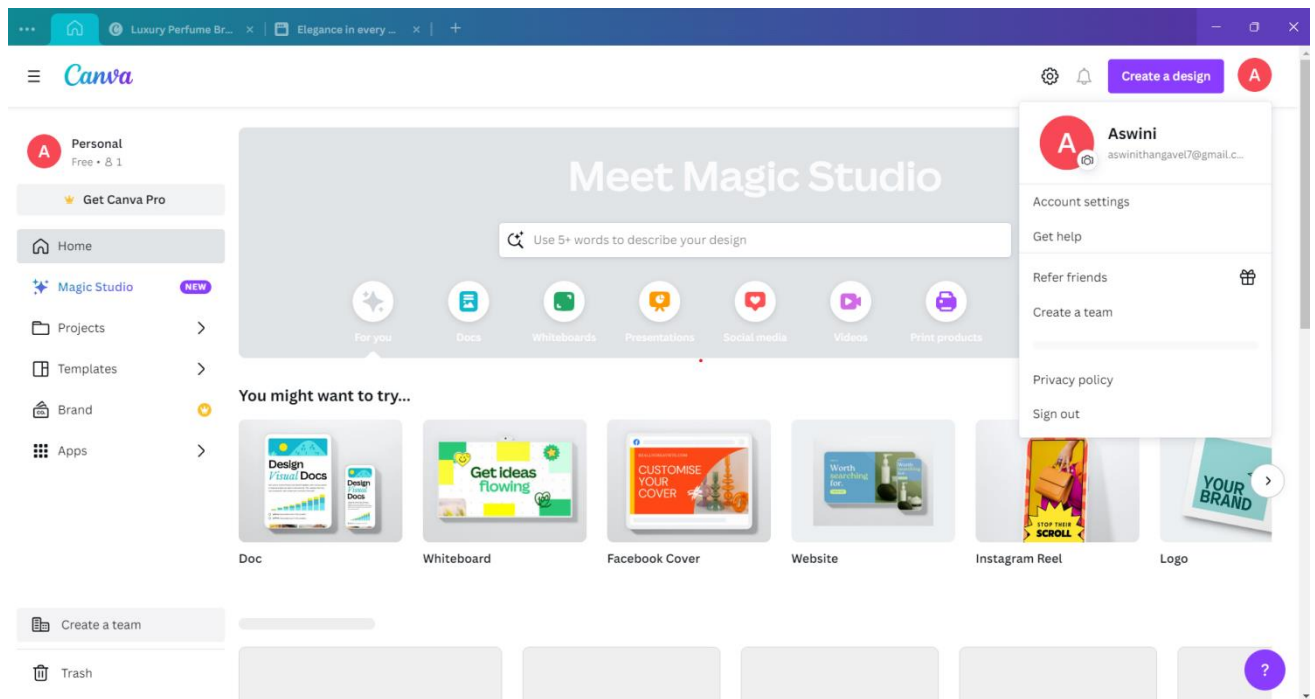 Luxury Perfume Br...
Elegance in every ...
Canva
Create a design
A
A
Personal
Free • 1
Get Canva Pro
Home
Magic Studio
NEW
Projects
Templates
Brand
Apps
Create a team
Trash
Meet Magic Studio
Use 5+ words to describe your design
For you
Docs
Whiteboards
Presentations
Social media
Videos
Print products
A
Aswini
aswinithangavel7@gmail.c...
Account settings
Get help
Refer friends
Create a team
Privacy policy
Sign out
You might want to try...
Design
Visual Docs
Design
Visual
Docs
Get ideas
flowing
CUSTOMISE
YOUR
COVER
Worth
searching
for.
STOP THEIR
SCROLL
YOUR
BRAND
Doc
Whiteboard
Facebook Cover
Website
Instagram Reel
Logo
?